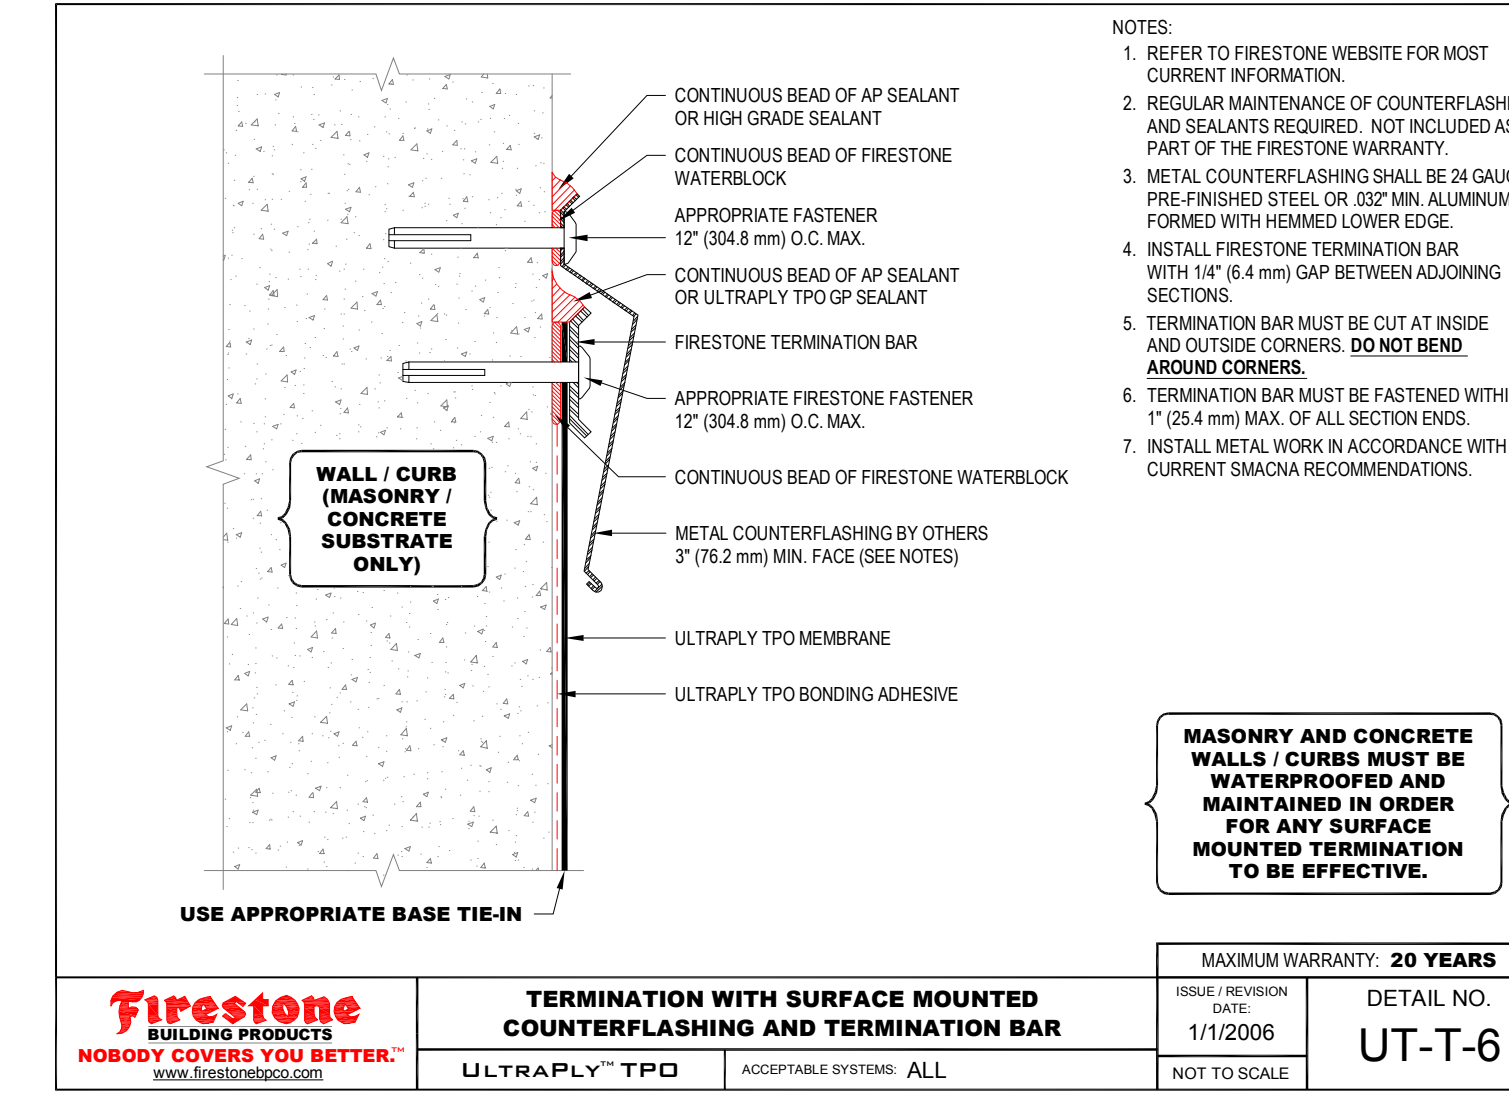 CONTINUOUS BEAD OF AP SEALANT
OR HIGH GRADE SEALANT
CONTINUOUS BEAD OF FIRESTONE
WATERBLOCK
APPROPRIATE FASTENER
12" (304.8 mm) O.C. MAX.
CONTINUOUS BEAD OF AP SEALANT
OR ULTRAPLY TPO GP SEALANT
FIRESTONE TERMINATION BAR
APPROPRIATE FIRESTONE FASTENER
12" (304.8 mm) O.C. MAX.
CONTINUOUS BEAD OF FIRESTONE WATERBLOCK
METAL COUNTERFLASHING BY OTHERS
3" (76.2 mm) MIN. FACE (SEE NOTES)
ULTRAPLY TPO MEMBRANE
ULTRAPLY TPO BONDING ADHESIVE
WALL / CURB
(MASONRY /
CONCRETE
SUBSTRATE
ONLY)
USE APPROPRIATE BASE TIE-IN
NOTES:
1. REFER TO FIRESTONE WEBSITE FOR MOST
CURRENT INFORMATION.
2. REGULAR MAINTENANCE OF
AND SEALANTS REQUIRED. NOT INCLUDED AS
PART OF THE FIRESTONE WARRANTY.
3. METAL COUNTERFLASHING SHALL BE 24
PRE-FINISHED STEEL OR .032" MIN. ALUMINUM
FORMED WITH HEMMED LOWER EDGE.
4. INSTALL FIRESTONE TERMINATION BAR
WITH 1/4" (6.4 mm) GAP BETWEEN ADJOINING
SECTIONS.
5. TERMINATION BAR MUST BE CUT AT INSIDE
AND OUTSIDE CORNERS. DO NOT BEND
AROUND CORNERS.
6. TERMINATION BAR MUST BE FASTENED
1" (25.4 mm) MAX. OF ALL SECTION ENDS.
7. INSTALL METAL WORK IN ACCORDANCE WITH
CURRENT SMACNA RECOMMENDATIONS.
MASONRY AND CONCRETE
WALLS / CURBS MUST BE
WATERPROOFED AND
MAINTAINED IN ORDER
FOR ANY SURFACE
MOUNTED TERMINATION
TO BE EFFECTIVE.
MAXIMUM WARRANTY: 20 YEARS
Firestone
BUILDING PRODUCTS
NOBODY COVERS YOU BETTER.™
www.firestonebpco.com
TERMINATION WITH SURFACE MOUNTED
COUNTERFLASHING AND TERMINATION BAR
ULTRAPLY™ TPO
ACCEPTABLE SYSTEMS: ALL
ISSUE / REVISION
DATE:
1/1/2006
NOT TO SCALE
DETAIL NO.
UT-T-6